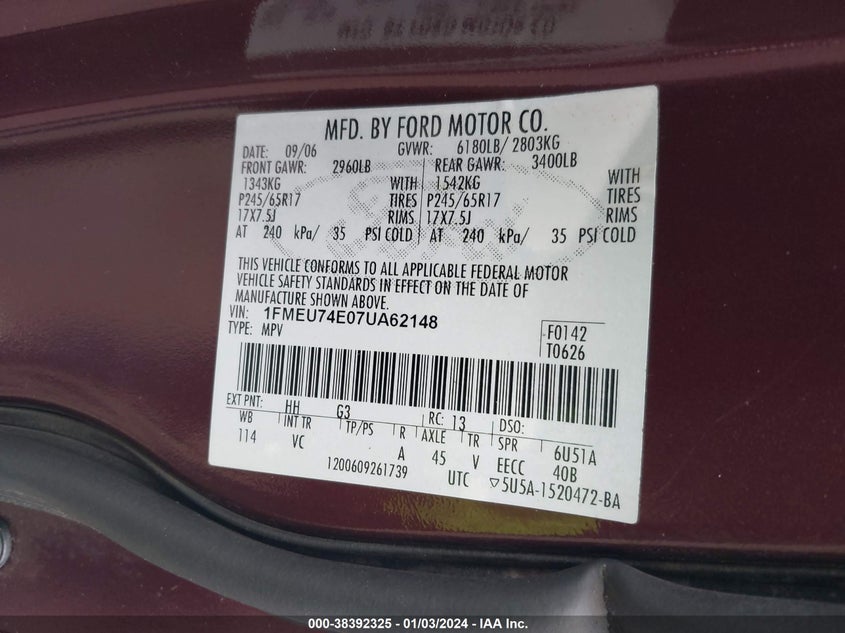 MFD. BY FORD MOTOR CO.
DATE: 09/06 GVWR: 6180LB/ 2803KG
FRONT GAWR: 2960LB REAR GAWR: 3400LB
1343KG WITH 1542KG WITH
P245/65R17 TIRES P245/65R17 TIRES
17X7.5J RIMS 17X7.5J RIMS
AT 240 kPa/ 35 PSI COLD AT 240 kPa/ 35 PSI COLD
THIS VEHICLE CONFORMS TO ALL APPLICABLE FEDERAL MOTOR
VEHICLE SAFETY STANDARDS IN EFFECT ON THE DATE OF
MANUFACTURE SHOWN ABOVE.
VIN: 1FMEU74E07UA62148
TYPE: MPV
F0142
T0626
EXT PNT: HH G3 RC: 13 DSO:
WB INT TR TP/PS R AXLE TR SPR 6U51A
114 VC A 45 V EECC 40B
1200609261739 UTC ▽5U5A-1520472-BA
000-38392325 | 01/03/2024 - IAA Inc.